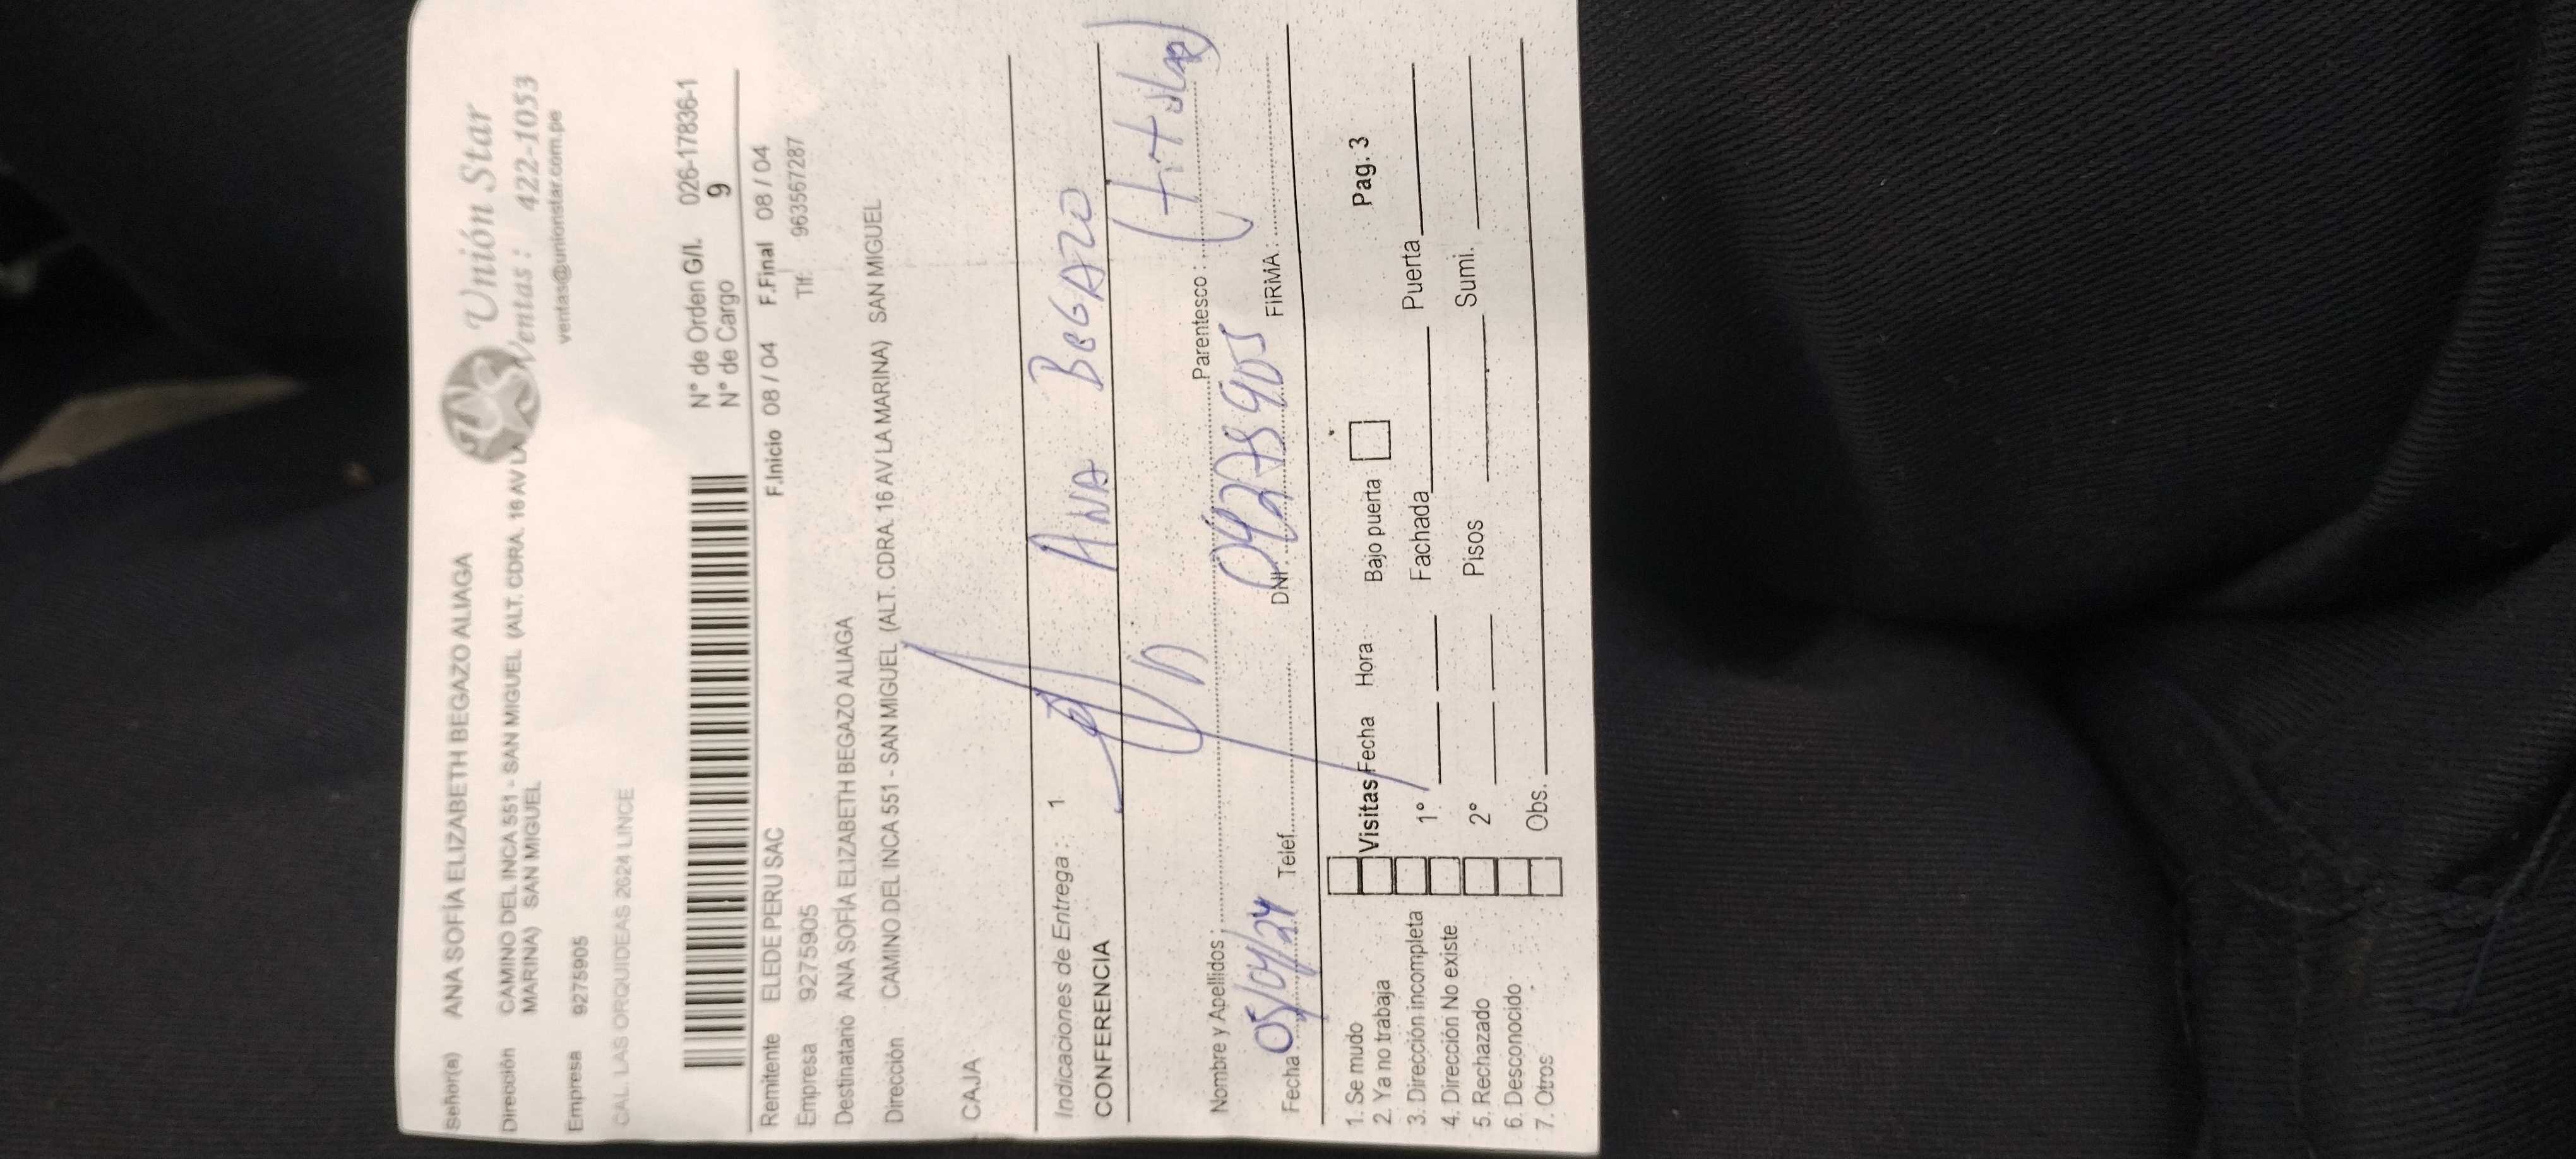 Señor(a) ANA SOFÍA ELIZABETH BEGAZO ALIAGA
Unión Star
Dirección CAMINO DEL INCA 551 - SAN MIGUEL (ALT. CDRA. 16 AV LA
MARINA) SAN MIGUEL
Ventas: 422-1053
ventas@unionstar.com.pe
Empresa 9275905
CAL. LAS ORQUIDEAS 2624 LINCE
N° de Orden G/I. 026-17836-1
N° de Cargo 9
Remitente ELEDE PERU SAC F.Inicio 08 / 04 F.Final 08 / 04
Empresa 9275905 Tlf: 963567287
Destinatario ANA SOFÍA ELIZABETH BEGAZO ALIAGA
Dirección CAMINO DEL INCA 551 - SAN MIGUEL (ALT. CDRA. 16 AV LA MARINA) SAN MIGUEL
CAJA
Indicaciones de Entrega : 1
CONFERENCIA
ANA BEGAZO
Nombre y Apellidos : Parentesco : (titular)
Fecha 05/04/24 Telef. DNI. FIRMA :
1. Se mudo
2. Ya no trabaja Visitas Fecha Hora Bajo puerta Pag. 3
3. Dirección incompleta 1° Fachada Puerta
4. Dirección No existe
5. Rechazado 2° Pisos Sumi.
6. Desconocido
7. Otros Obs.